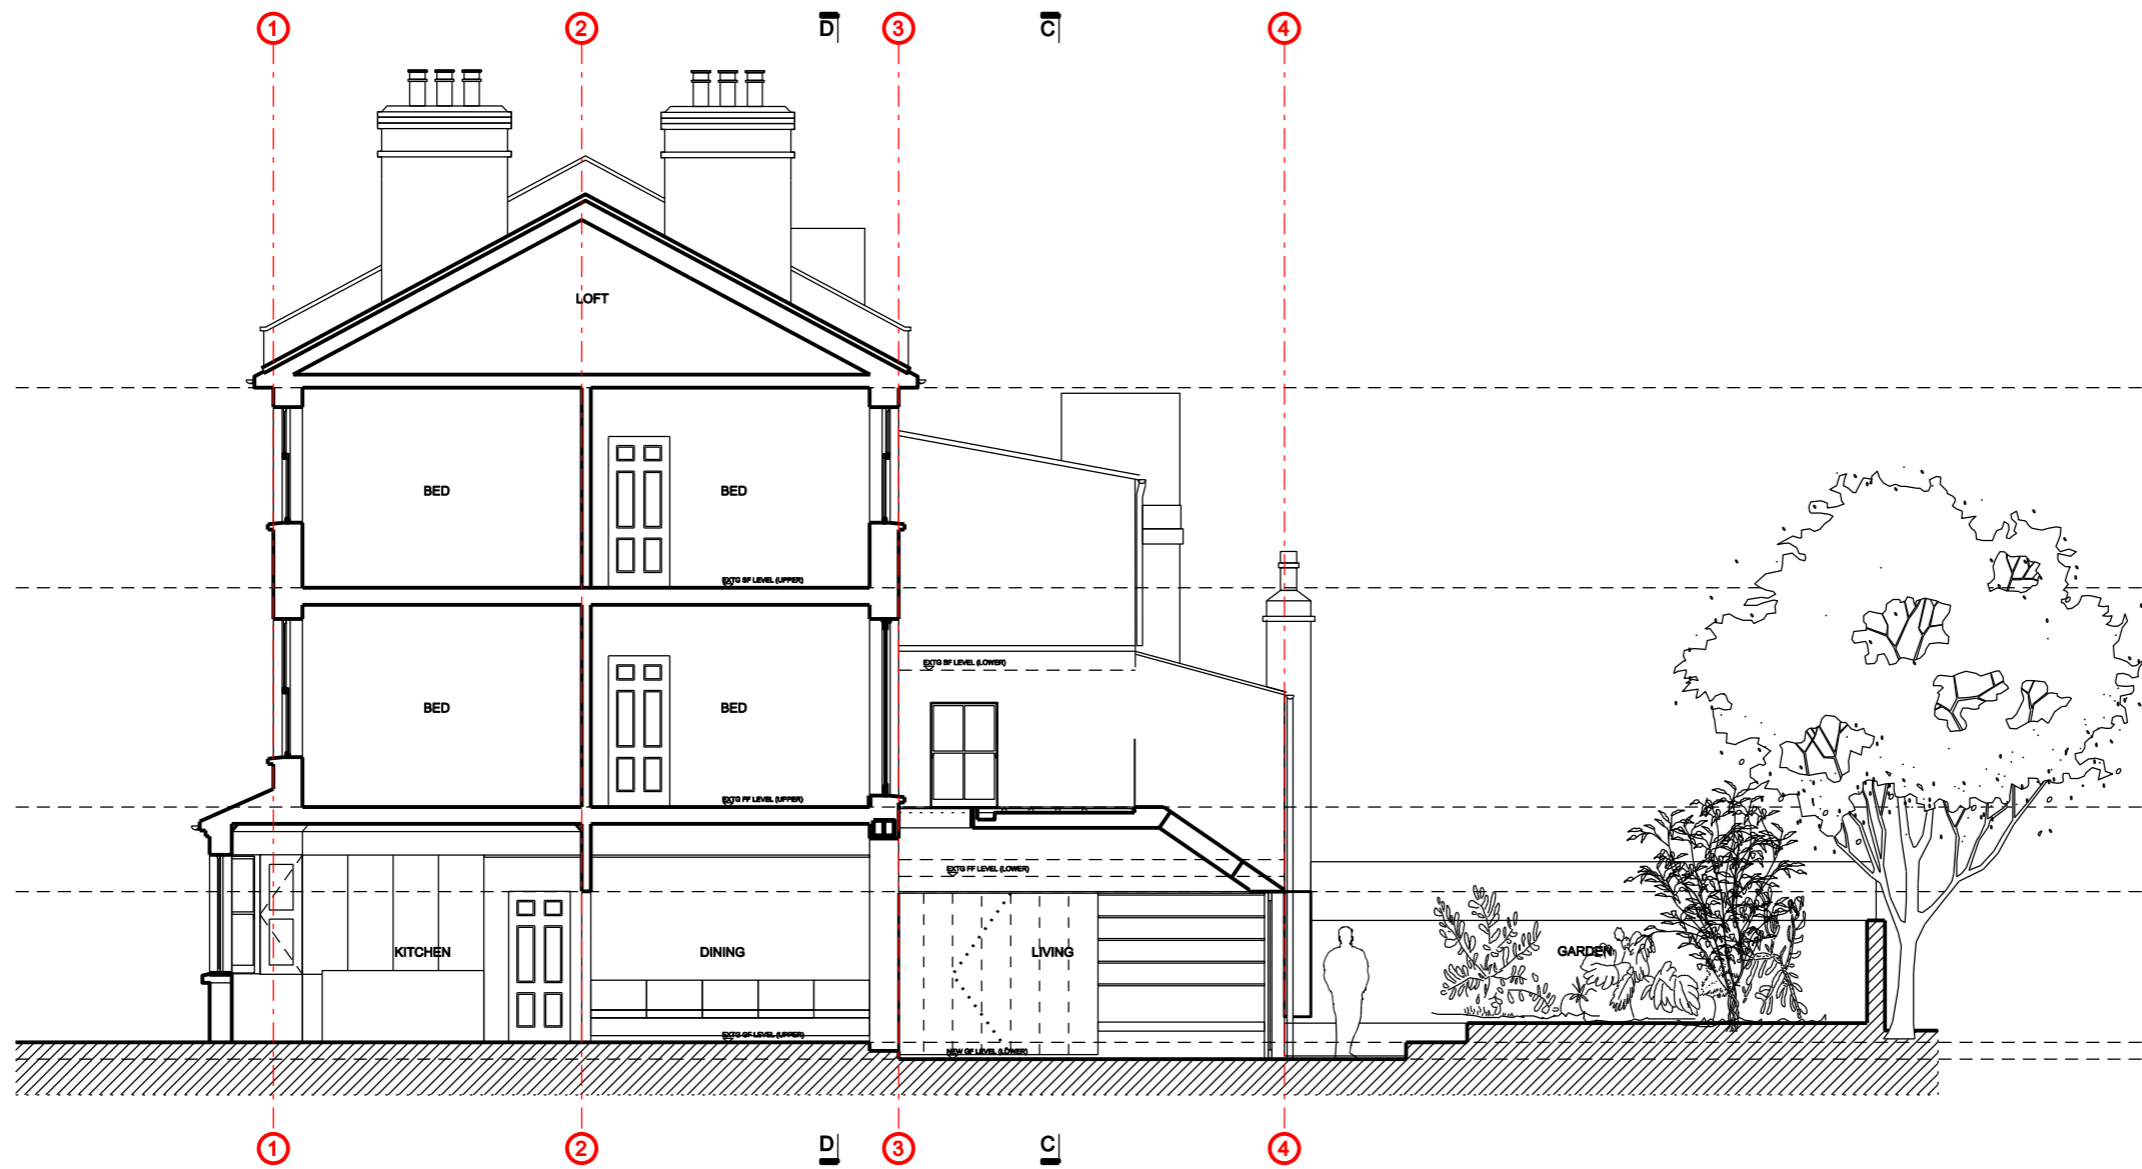 1 2 D 3 C 4
LOFT
BED BED
EXTG SF LEVEL (UPPER)
EXTG SF LEVEL (LOWER)
BED BED
EXTG FF LEVEL (UPPER)
EXTG FF LEVEL (LOWER)
KITCHEN DINING LIVING GARDEN
EXTG GF LEVEL (UPPER)
NEW GF LEVEL (LOWER)
1 2 D 3 C 4